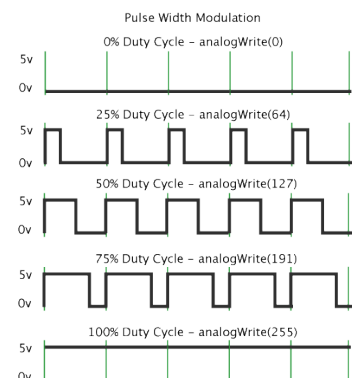 Pulse Width Modulation
0% Duty Cycle – analogWrite(0)
5v
0v
25% Duty Cycle – analogWrite(64)
5v
0v
50% Duty Cycle – analogWrite(127)
5v
0v
75% Duty Cycle – analogWrite(191)
5v
0v
100% Duty Cycle – analogWrite(255)
5v
0v